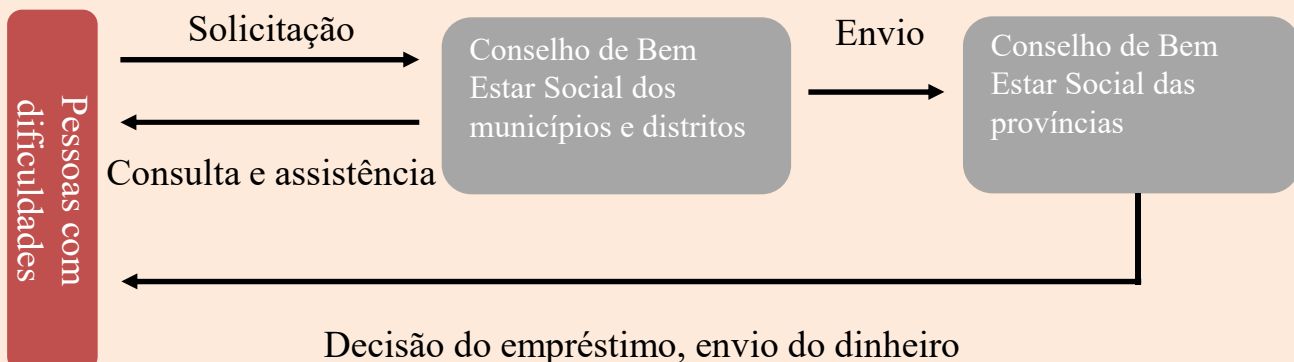 Pessoas com
dificuldades
Solicitação
Consulta e assistência
Conselho de Bem
Estar Social dos
municípios e distritos
Envio
Conselho de Bem
Estar Social das
províncias
Decisão do empréstimo, envio do dinheiro